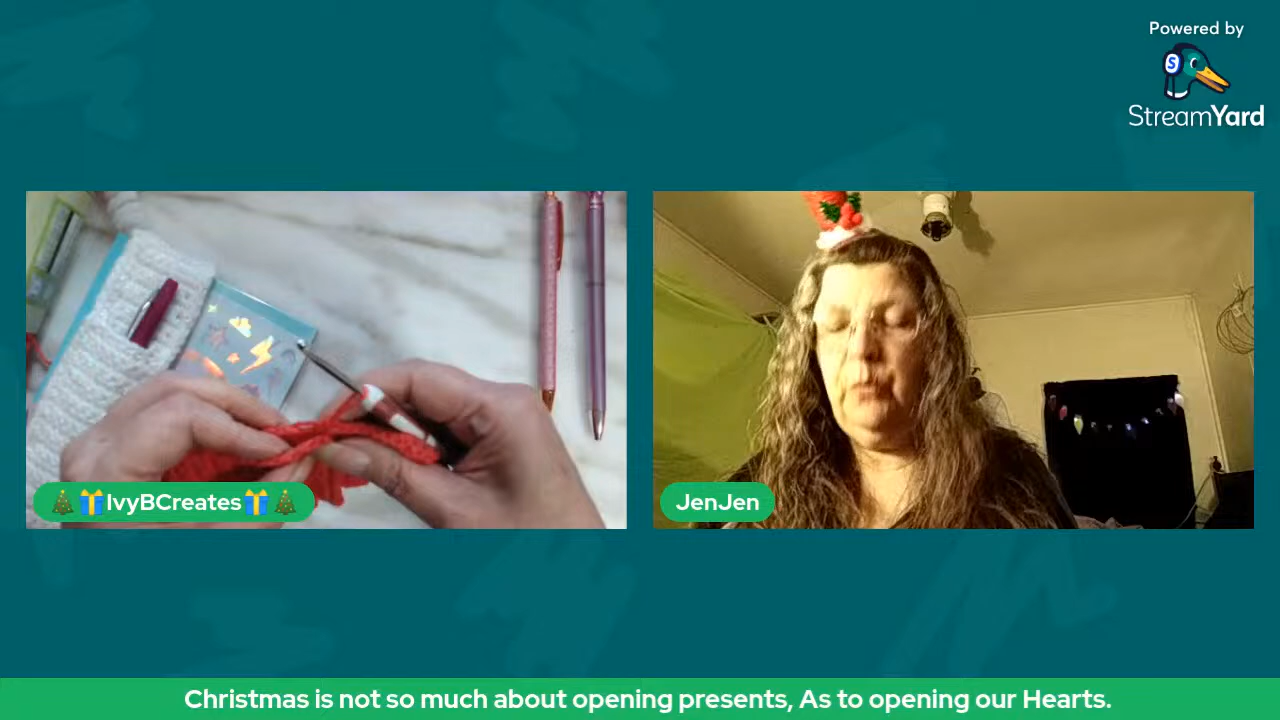 Powered by
S
StreamYard
🎄🎁IvyBCreates🎁🎄
JenJen
Christmas is not so much about opening presents, As to opening our Hearts.